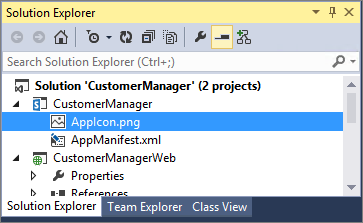 Solution Explorer
Search Solution Explorer (Ctrl+;)
Solution 'CustomerManager' (2 projects)
CustomerManager
AppIcon.png
AppManifest.xml
CustomerManagerWeb
Properties
References
Solution Explorer Team Explorer Class View